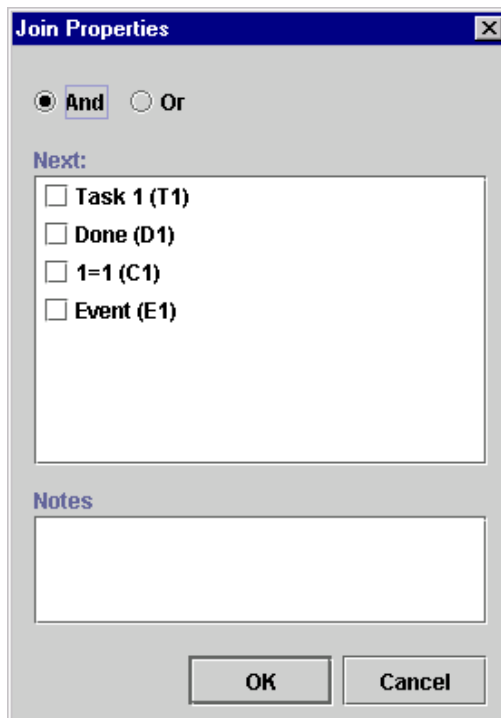 Join Properties
And Or
Next:
Task 1 (T1)
Done (D1)
1=1 (C1)
Event (E1)
Notes
OK Cancel